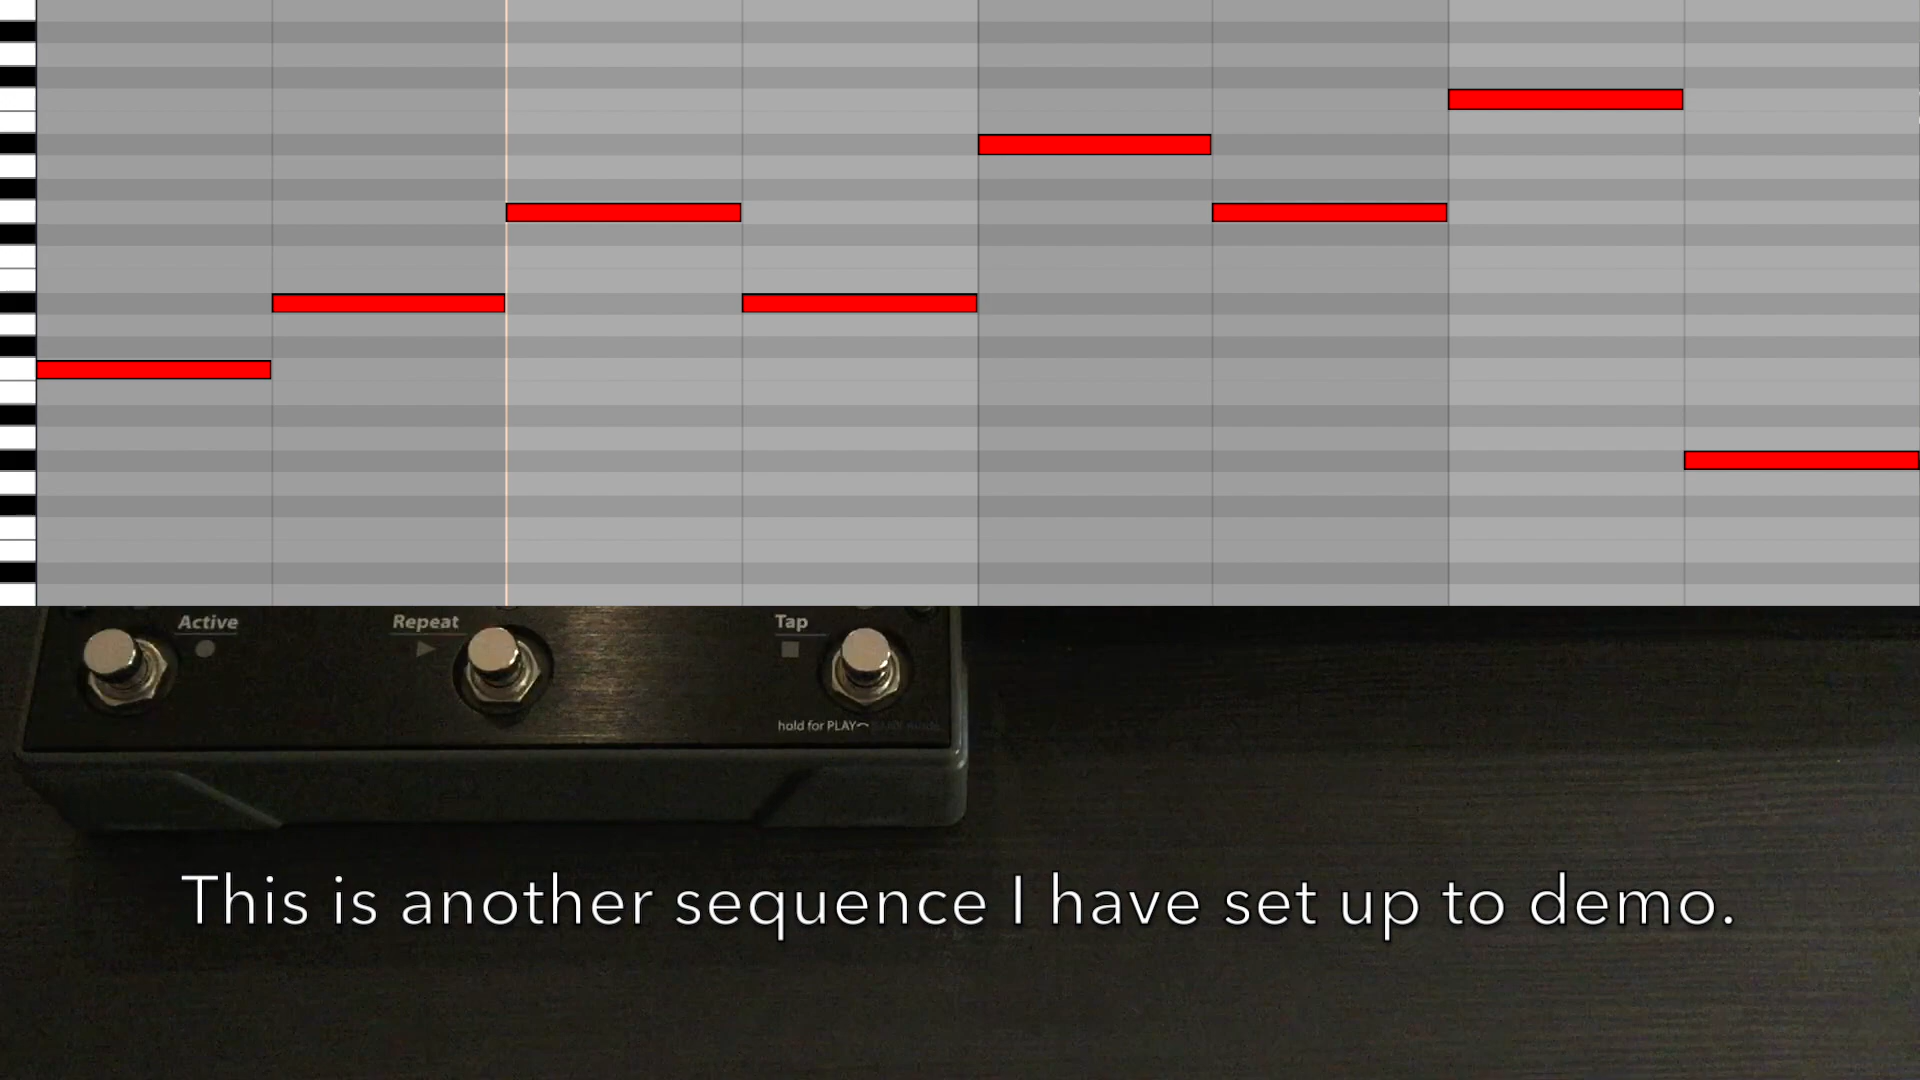 Active
Repeat
Tap
hold for PLAY
This is another sequence I have set up to demo.